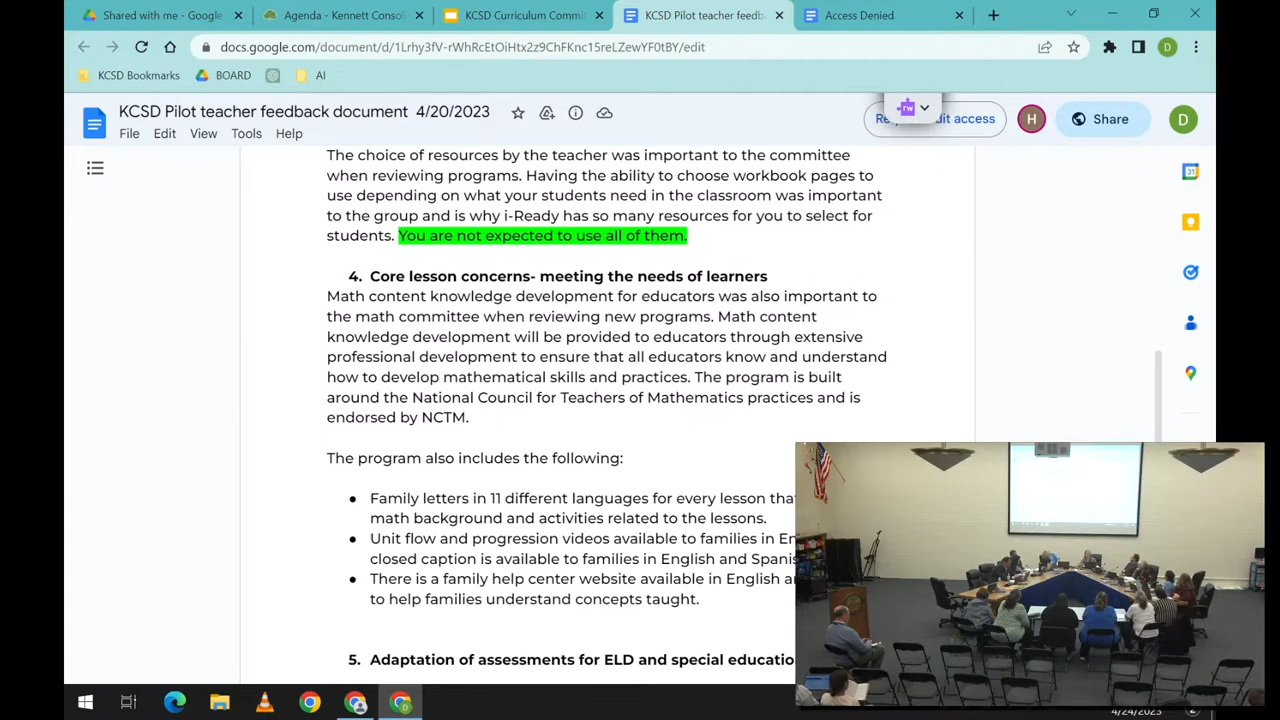 Shared with me - Google
Agenda - Kennett Consoli
KCSD Curriculum Commit
KCSD Pilot teacher feedb
Access Denied
docs.google.com/document/d/1Lrhy3fV-rWhRcEtOiHtx2z9ChFKnc15reLZewYF0tBY/edit
D
KCSD Bookmarks
BOARD
AI
KCSD Pilot teacher feedback document 4/20/2023
rw
edit access
H
Share
D
File Edit View Tools Help
The choice of resources by the teacher was important to the committee
when reviewing programs. Having the ability to choose workbook pages to
use depending on what your students need in the classroom was important
to the group and is why i-Ready has so many resources for you to select for
students. You are not expected to use all of them.
4. Core lesson concerns- meeting the needs of learners
Math content knowledge development for educators was also important to
the math committee when reviewing new programs. Math content
knowledge development will be provided to educators through extensive
professional development to ensure that all educators know and understand
how to develop mathematical skills and practices. The program is built
around the National Council for Teachers of Mathematics practices and is
endorsed by NCTM.
The program also includes the following:
● Family letters in 11 different languages for every lesson that
math background and activities related to the lessons.
● Unit flow and progression videos available to families in En
closed caption is available to families in English and Spanis
● There is a family help center website available in English an
to help families understand concepts taught.
5. Adaptation of assessments for ELD and special educatio
4/24/2023